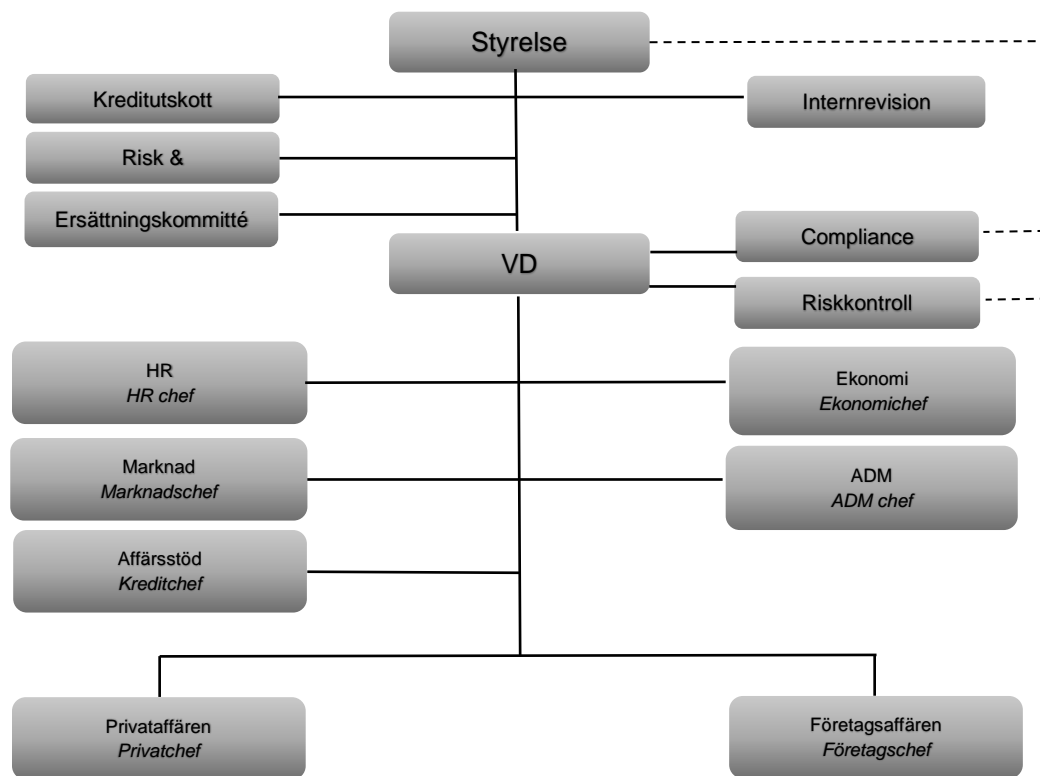 Styrelse
Kreditutskott
Internrevision
Risk &
Ersättningskommitté
Compliance
VD
Riskkontroll
HR
HR chef
Ekonomi
Ekonomichef
Marknad
Marknadschef
ADM
ADM chef
Affärsstöd
Kreditchef
Privataffären
Privatchef
Företagsaffären
Företagschef